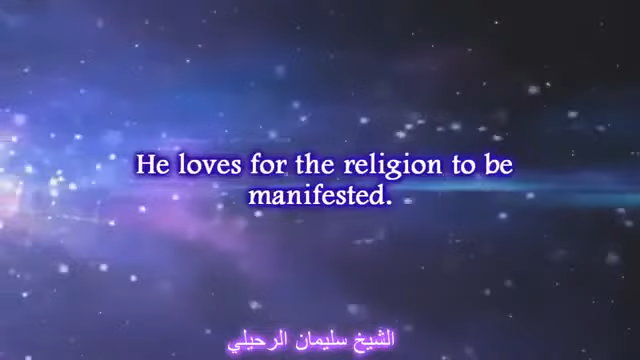 He loves for the religion to be
manifested.
الشيخ سليمان الرحيلي